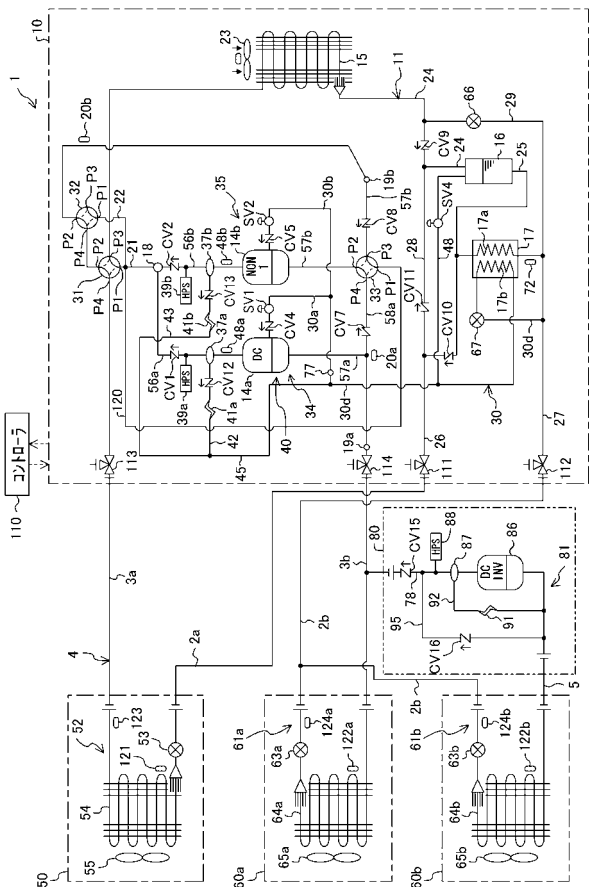 コントローラ
110
1
10
23
15
11
24
20b
32
P2
P3
P4
P1
22
31
P2
P3
P4
P1
21
18
CV2
56b
37b
48b
14b
35
SV2
30b
CV5
NON
1
57b
19b
57b
CV8
P2
P3
P4
P1
33
58a
CV7
20a
57a
CV9
24
16
25
66
29
SV4
48
28
CV11
CV10
17a
17b
17
72
67
30d
30
27
26
39b
HPS
CV13
41b
43
56a
CV1
39a
HPS
37a
48a
14a
CV12
41a
42
45
40
34
DC
SV1
CV4
30a
77
30d
120
113
19a
114
111
112
3a
4
2a
3b
2b
2b
5
80
CV15
78
HPS
88
87
86
DC
INV
81
92
91
95
CV16
50
52
123
121
53
54
55
60a
61a
124a
63a
122a
64a
65a
60b
61b
124b
63b
122b
64b
65b